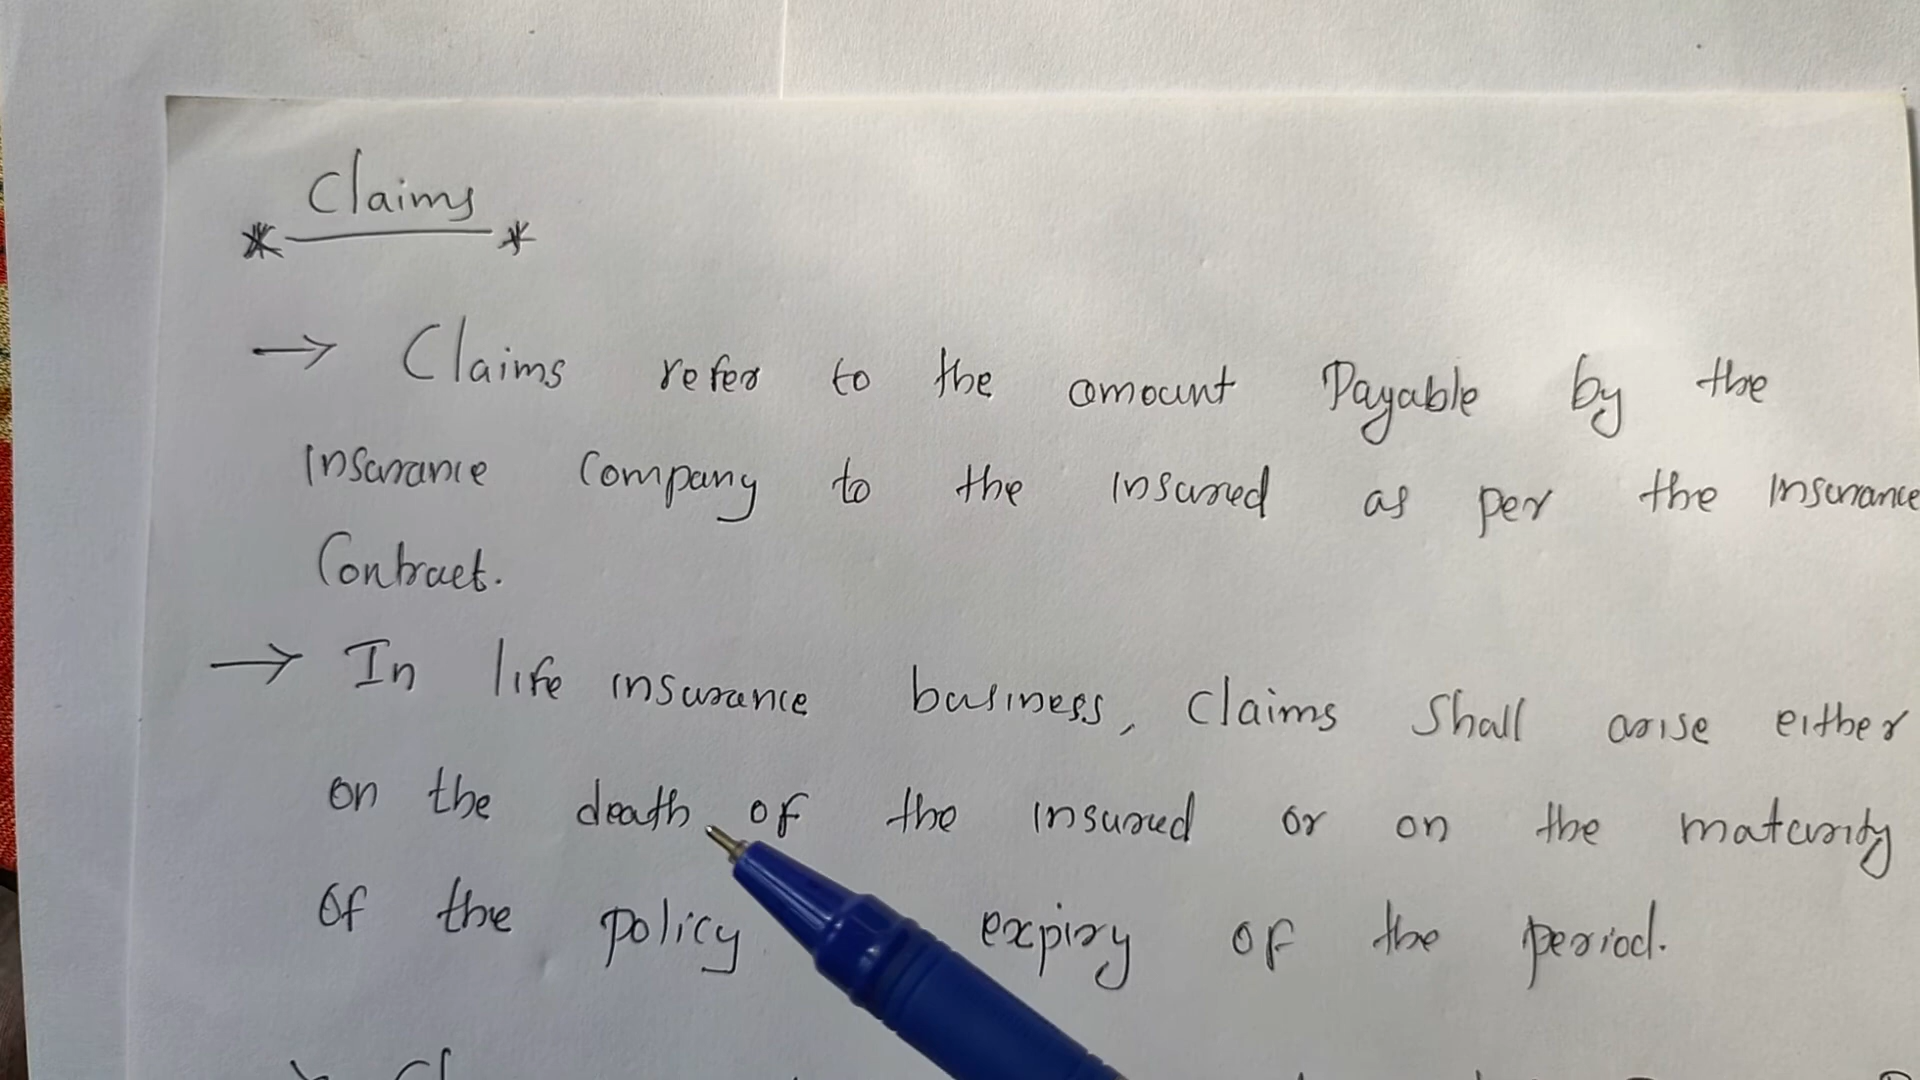 Claims
* *
→ Claims refer to the amount Payable by the
Insurance Company to the insured as per the insurance
Contract.
→ In life insurance business, Claims Shall arise either
on the death of the insured or on the maturity
Of the policy expiry of the period.